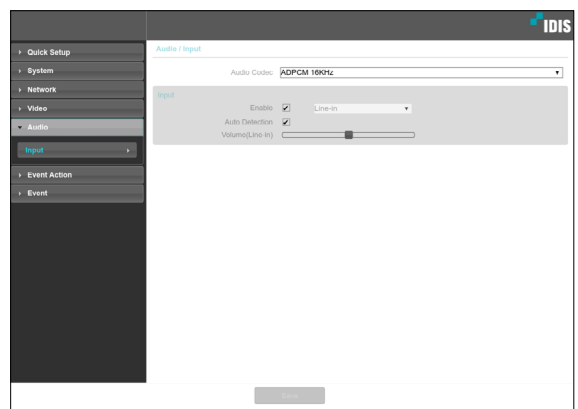 IDIS
Quick Setup
System
Network
Video
Audio
Input
Event Action
Event
Audio / Input
Audio Codec ADPCM 16KHz
Input
Enable Line-in
Auto Detection
Volume(Line in)
Save